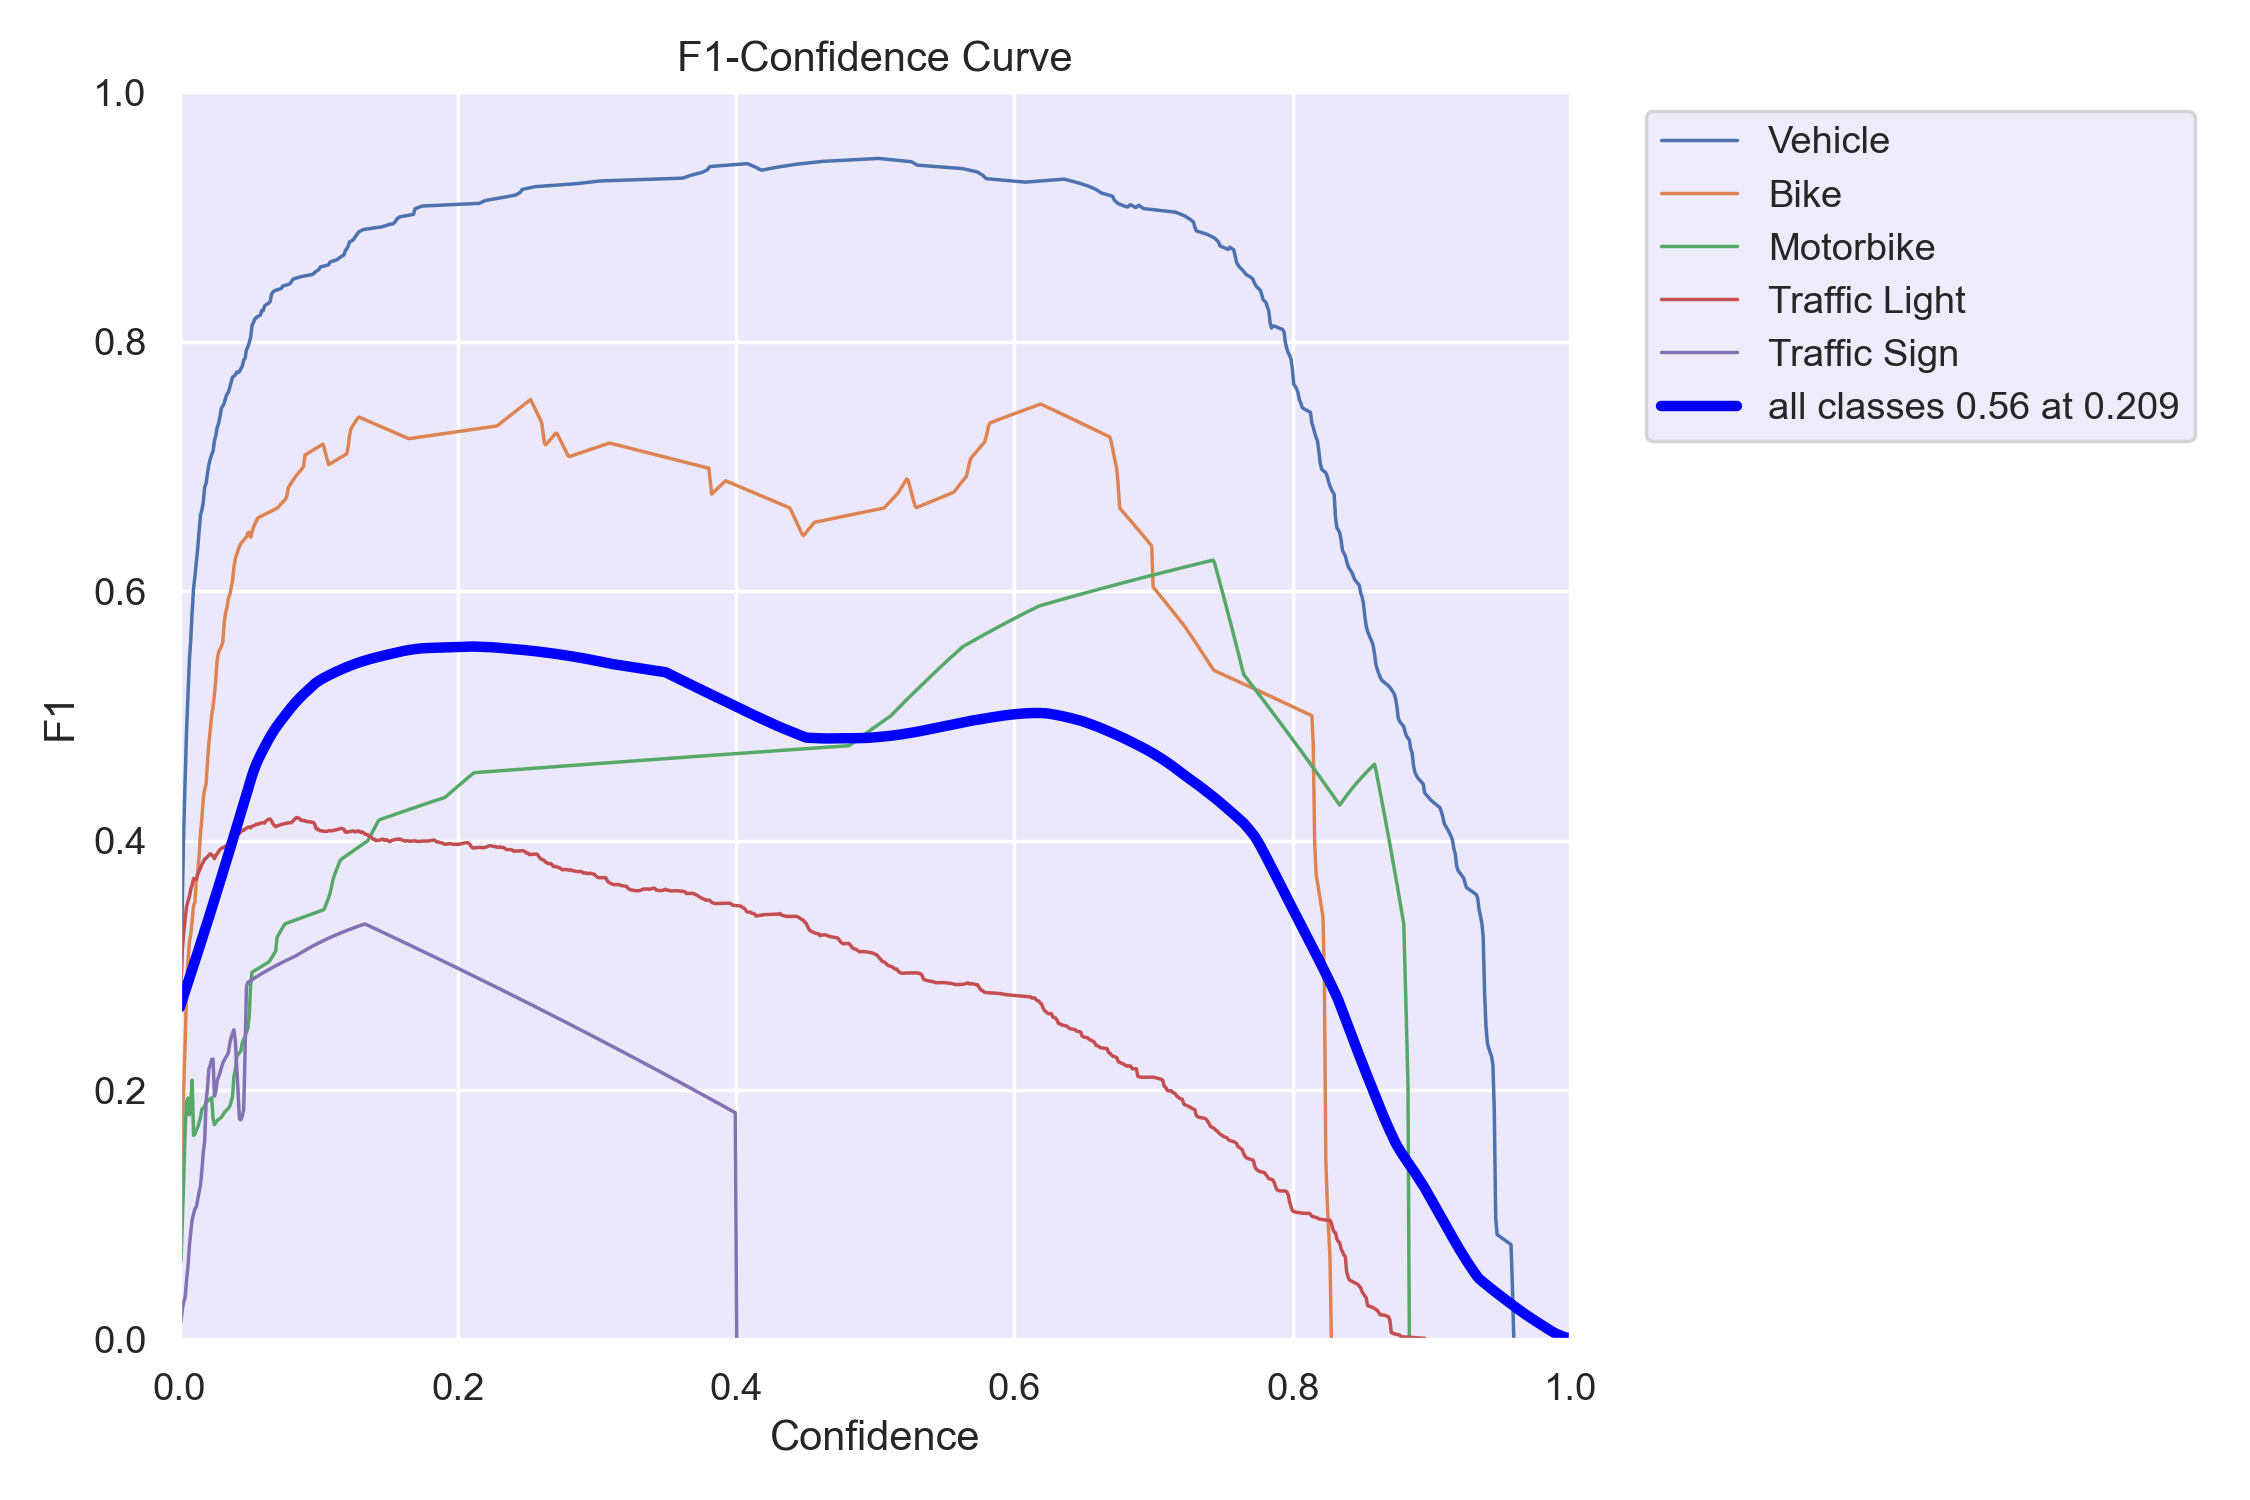 F1-Confidence Curve
1.0
0.8
0.6
0.4
0.2
0.0
F1
0.0 0.2 0.4 0.6 0.8 1.0
Confidence
Vehicle
Bike
Motorbike
Traffic Light
Traffic Sign
all classes 0.56 at 0.209